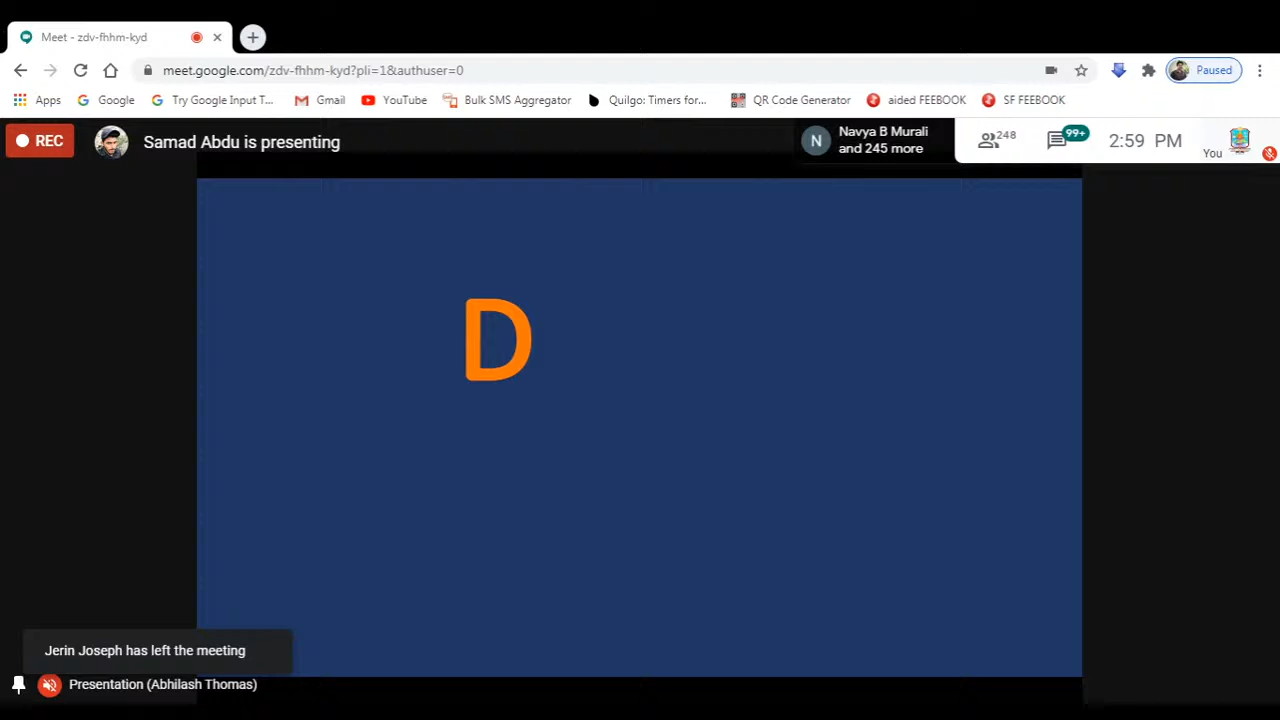 Meet - zdv-fhhm-kyd
meet.google.com/zdv-fhhm-kyd?pli=1&authuser=0
Paused
Apps
Google
Try Google Input T...
Gmail
YouTube
Bulk SMS Aggregator
Quilgo: Timers for...
QR Code Generator
aided FEEBOOK
SF FEEBOOK
REC
Samad Abdu is presenting
N
Navya B Murali
and 245 more
248
99+
2:59 PM
You
D
Jerin Joseph has left the meeting
Presentation (Abhilash Thomas)